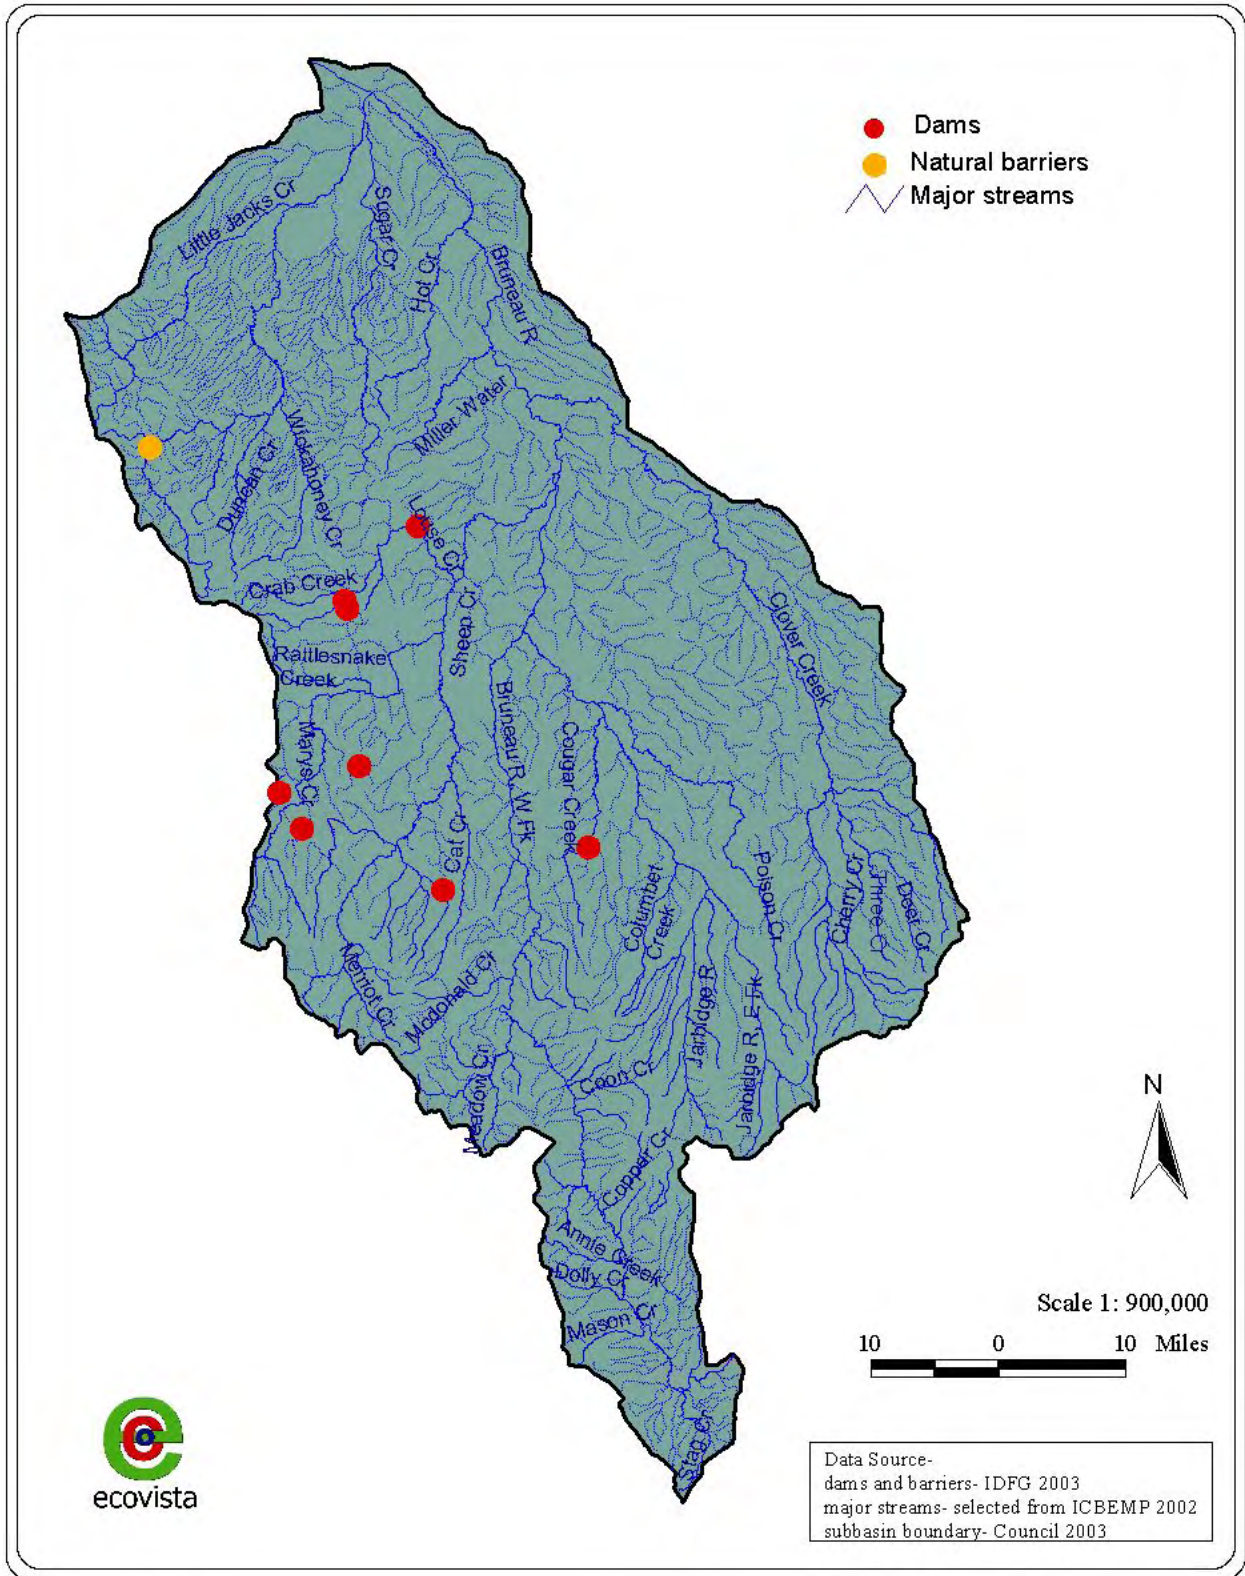 Dams
Natural barriers
Major streams
Little Jacks Cr
Sugar Cr
Hot Cr
Bruneau R
Miller Water
Wickahoney Cr
Duncan Cr
Louse Cr
Crab Creek
Sheep Cr
Clover Creek
Rattlesnake
Creek
Marys Cr
Bruneau R, W Fk
Cougar Creek
Cat Cr
Columbet
Creek
Poison Cr
Cherry Cr
Three Cr
Deer Cr
Merriot Cr
Mcdonald Cr
Jarbidge R
Jarbidge R, E Fk
Meadow Cr
Coon Cr
Copper Cr
Annie Creek
Dolly Cr
Mason Cr
Stag Cr
N
Scale 1: 900,000
10 0 10 Miles
ecovista
Data Source-
dams and barriers- IDFG 2003
major streams- selected from ICBEMP 2002
subbasin boundary- Council 2003